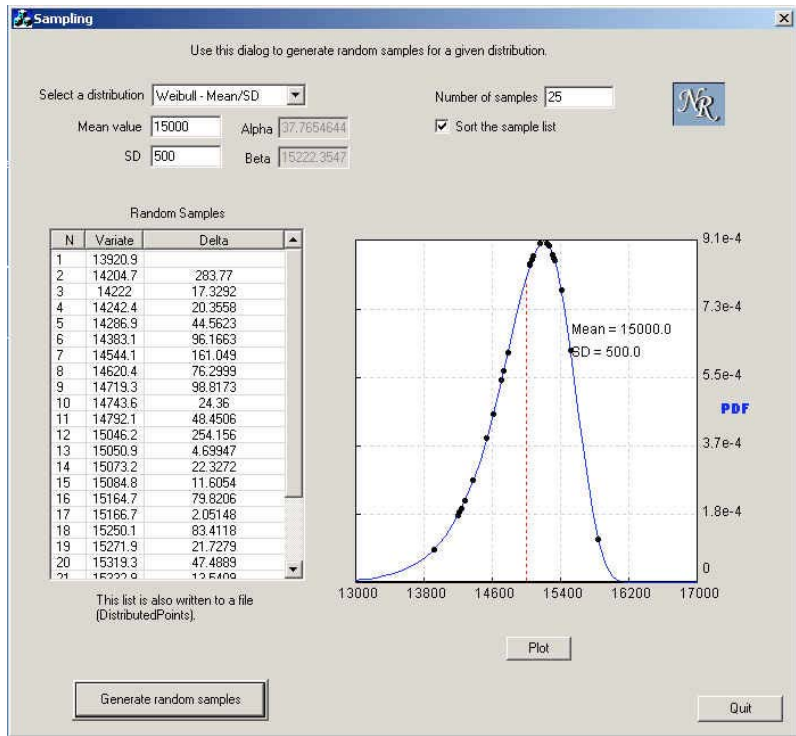 Sampling
Use this dialog to generate random samples for a given distribution.
Select a distribution Weibull - Mean/SD
Number of samples 25
NR
Mean value 15000 Alpha 37.7654644
Sort the sample list
SD 500 Beta 15222.3547
Random Samples
N Variate Delta
1 13920.9
2 14204.7 283.77
3 14222 17.3292
4 14242.4 20.3558
5 14286.9 44.5623
6 14383.1 96.1663
7 14544.1 161.049
8 14620.4 76.2999
9 14719.3 98.8173
10 14743.6 24.36
11 14792.1 48.4506
12 15046.2 254.156
13 15050.9 4.69947
14 15073.2 22.3272
15 15084.8 11.6054
16 15164.7 79.8206
17 15166.7 2.05148
18 15250.1 83.4118
19 15271.9 21.7279
20 15319.3 47.4889
21 15332.9 13.5409
This list is also written to a file
(DistributedPoints).
9.1e-4
7.3e-4
Mean = 15000.0
SD = 500.0
5.5e-4
PDF
3.7e-4
1.8e-4
0
13000 13800 14600 15400 16200 17000
Plot
Generate random samples
Quit